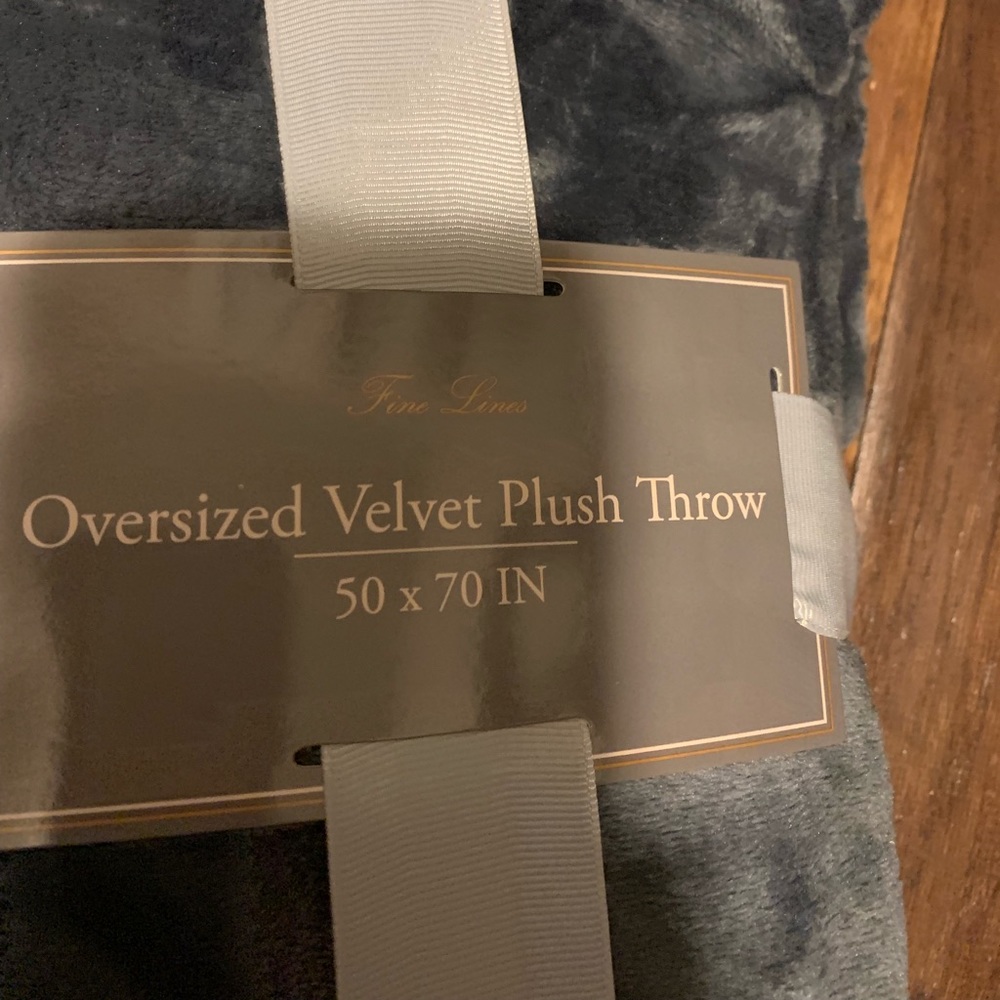 Fine Lines
Oversized Velvet Plush Throw
50 x 70 IN